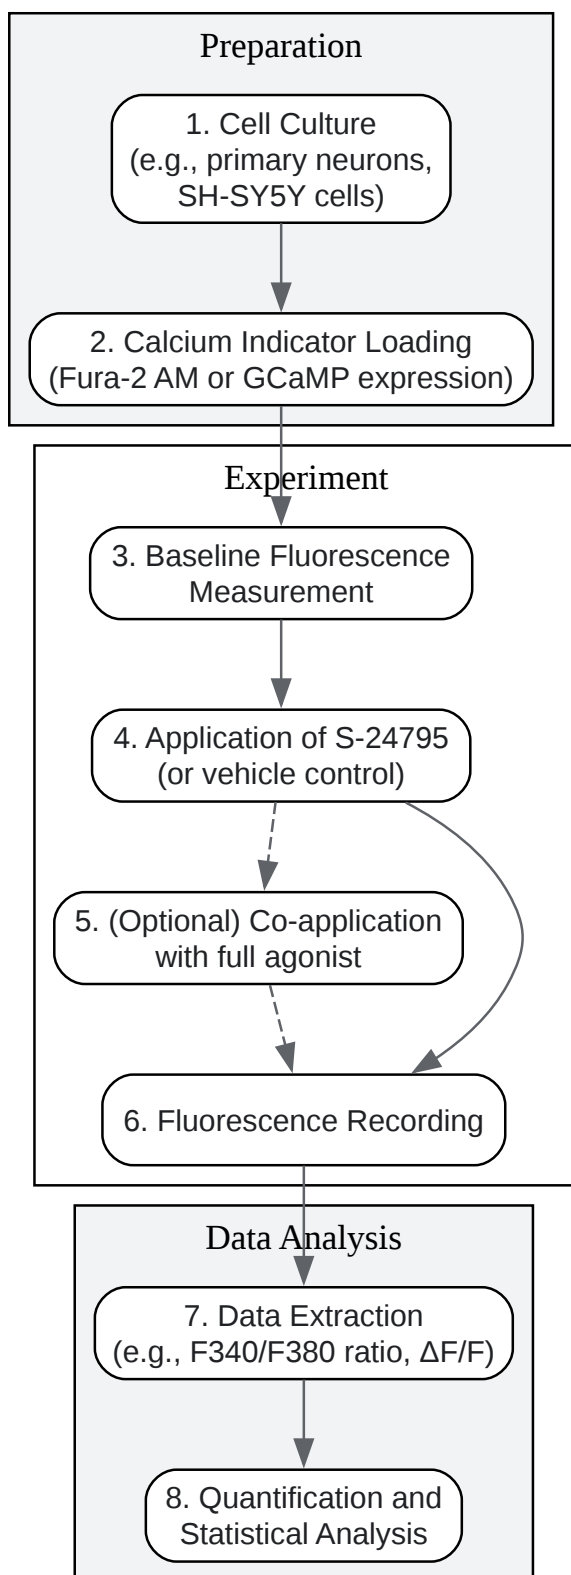 Preparation
1. Cell Culture
(e.g., primary neurons,
SH-SY5Y cells)
2. Calcium Indicator Loading
(Fura-2 AM or GCaMP expression)
Experiment
3. Baseline Fluorescence
Measurement
4. Application of S-24795
(or vehicle control)
5. (Optional) Co-application
with full agonist
6. Fluorescence Recording
Data Analysis
7. Data Extraction
(e.g., F340/F380 ratio, ΔF/F)
8. Quantification and
Statistical Analysis